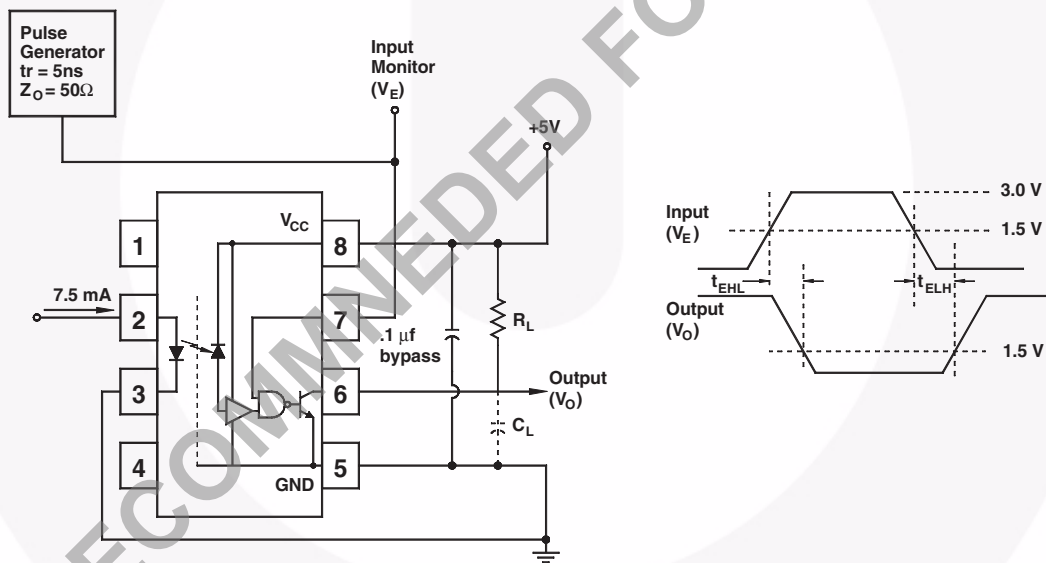 Pulse
Generator
tr = 5ns
ZO = 50Ω
Input
Monitor
(VE)
+5V
VCC
1
8
7.5 mA
2
7
.1 μf
bypass
RL
3
6
Output
(VO)
CL
4
5
GND
Input
(VE)
3.0 V
1.5 V
tEHL
tELH
Output
(VO)
1.5 V
ECOMMNEDED FO